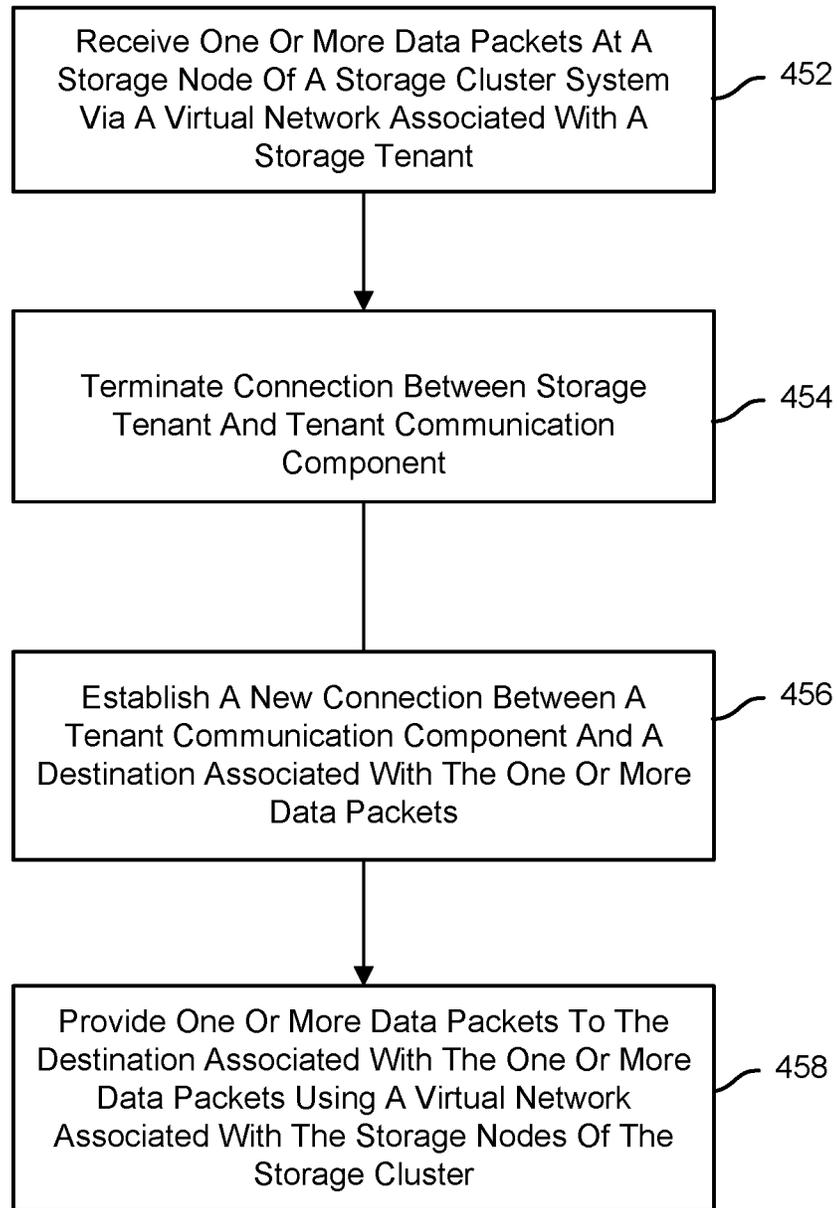 Receive One Or More Data Packets At A
Storage Node Of A Storage Cluster System
Via A Virtual Network Associated With A
Storage Tenant
452
Terminate Connection Between Storage
Tenant And Tenant Communication
Component
454
Establish A New Connection Between A
Tenant Communication Component And A
Destination Associated With The One Or More
Data Packets
456
Provide One Or More Data Packets To The
Destination Associated With The One Or More
Data Packets Using A Virtual Network
Associated With The Storage Nodes Of The
Storage Cluster
458